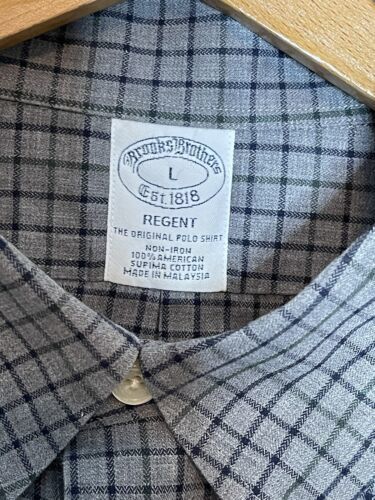 Brooks Brothers
L
Est. 1818
REGENT
THE ORIGINAL POLO SHIRT
NON-IRON
100% AMERICAN
SUPIMA COTTON
MADE IN MALAYSIA